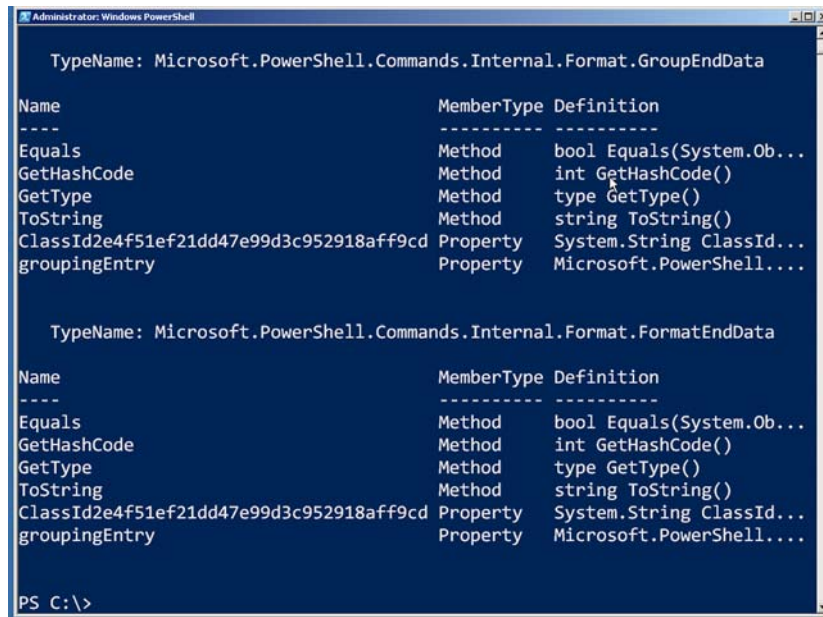 Administrator: Windows PowerShell
TypeName: Microsoft.PowerShell.Commands.Internal.Format.GroupEndData
Name MemberType Definition
---- ---------- ----------
Equals Method bool Equals(System.Ob...
GetHashCode Method int GetHashCode()
GetType Method type GetType()
ToString Method string ToString()
ClassId2e4f51ef21dd47e99d3c952918aff9cd Property System.String ClassId...
groupingEntry Property Microsoft.PowerShell....
TypeName: Microsoft.PowerShell.Commands.Internal.Format.FormatEndData
Name MemberType Definition
---- ---------- ----------
Equals Method bool Equals(System.Ob...
GetHashCode Method int GetHashCode()
GetType Method type GetType()
ToString Method string ToString()
ClassId2e4f51ef21dd47e99d3c952918aff9cd Property System.String ClassId...
groupingEntry Property Microsoft.PowerShell....
PS C:\>